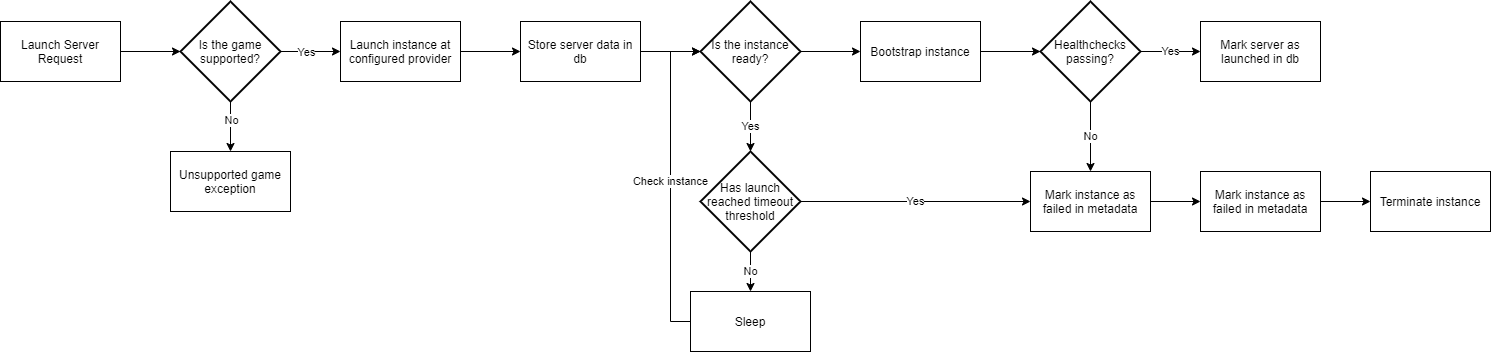 Launch Server
Request
Is the game
supported?
Yes
Launch instance at
configured provider
Store server data in
db
Is the instance
ready?
Bootstrap instance
Healthchecks
passing?
Yes
Mark server as
launched in db
No
Unsupported game
exception
Yes
No
Check instance
Has launch
reached timeout
threshold
Yes
Mark instance as
failed in metadata
Mark instance as
failed in metadata
Terminate instance
No
Sleep